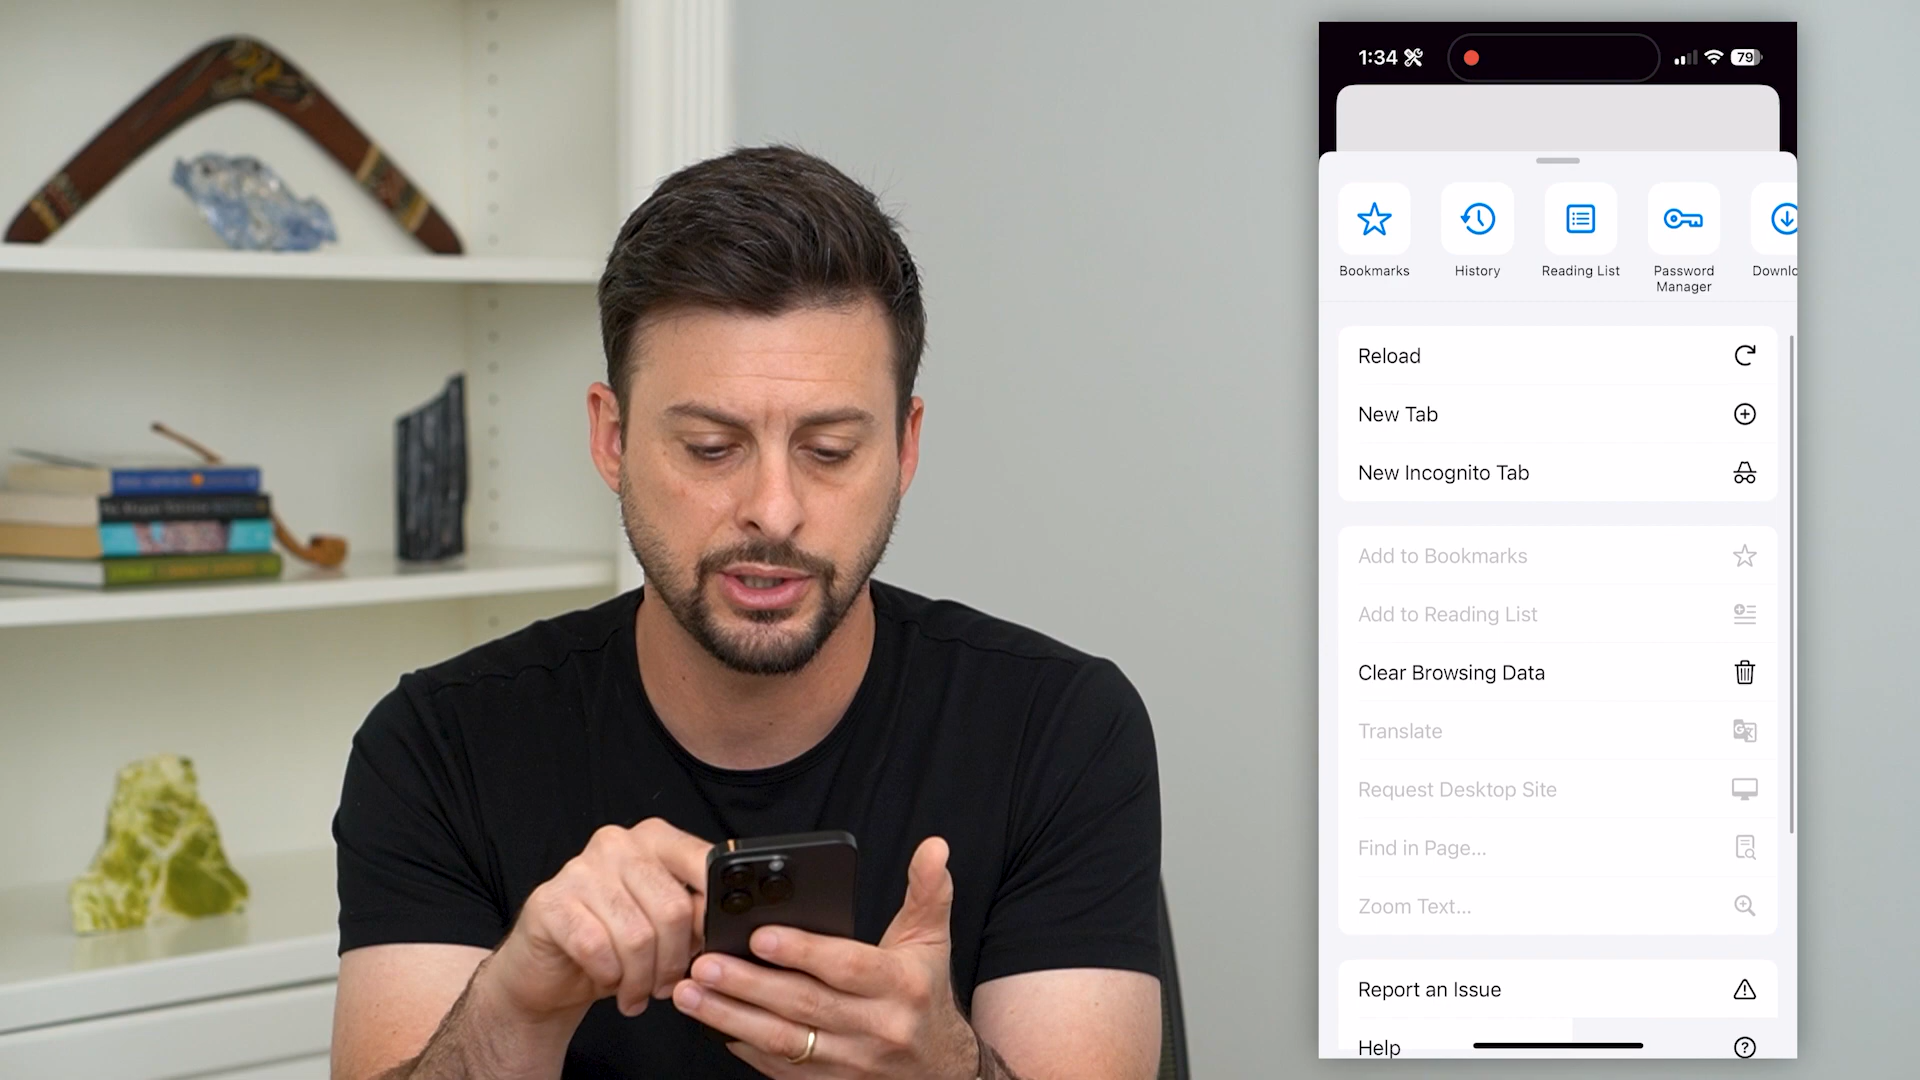 1:34
79
Bookmarks
History
Reading List
Password
Manager
Downlo
Reload
New Tab
New Incognito Tab
Add to Bookmarks
Add to Reading List
Clear Browsing Data
Translate
Request Desktop Site
Find in Page...
Zoom Text...
Report an Issue
Help